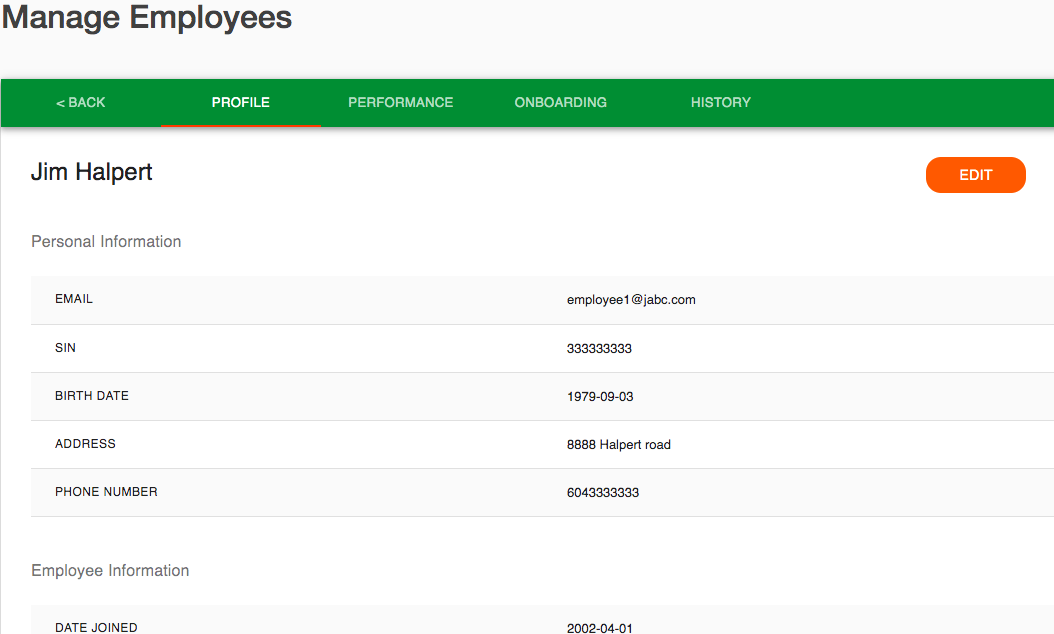 Manage Employees
< BACK PROFILE PERFORMANCE ONBOARDING HISTORY
Jim Halpert
EDIT
Personal Information
EMAIL employee1@jabc.com
SIN 333333333
BIRTH DATE 1979-09-03
ADDRESS 8888 Halpert road
PHONE NUMBER 6043333333
Employee Information
DATE JOINED 2002-04-01